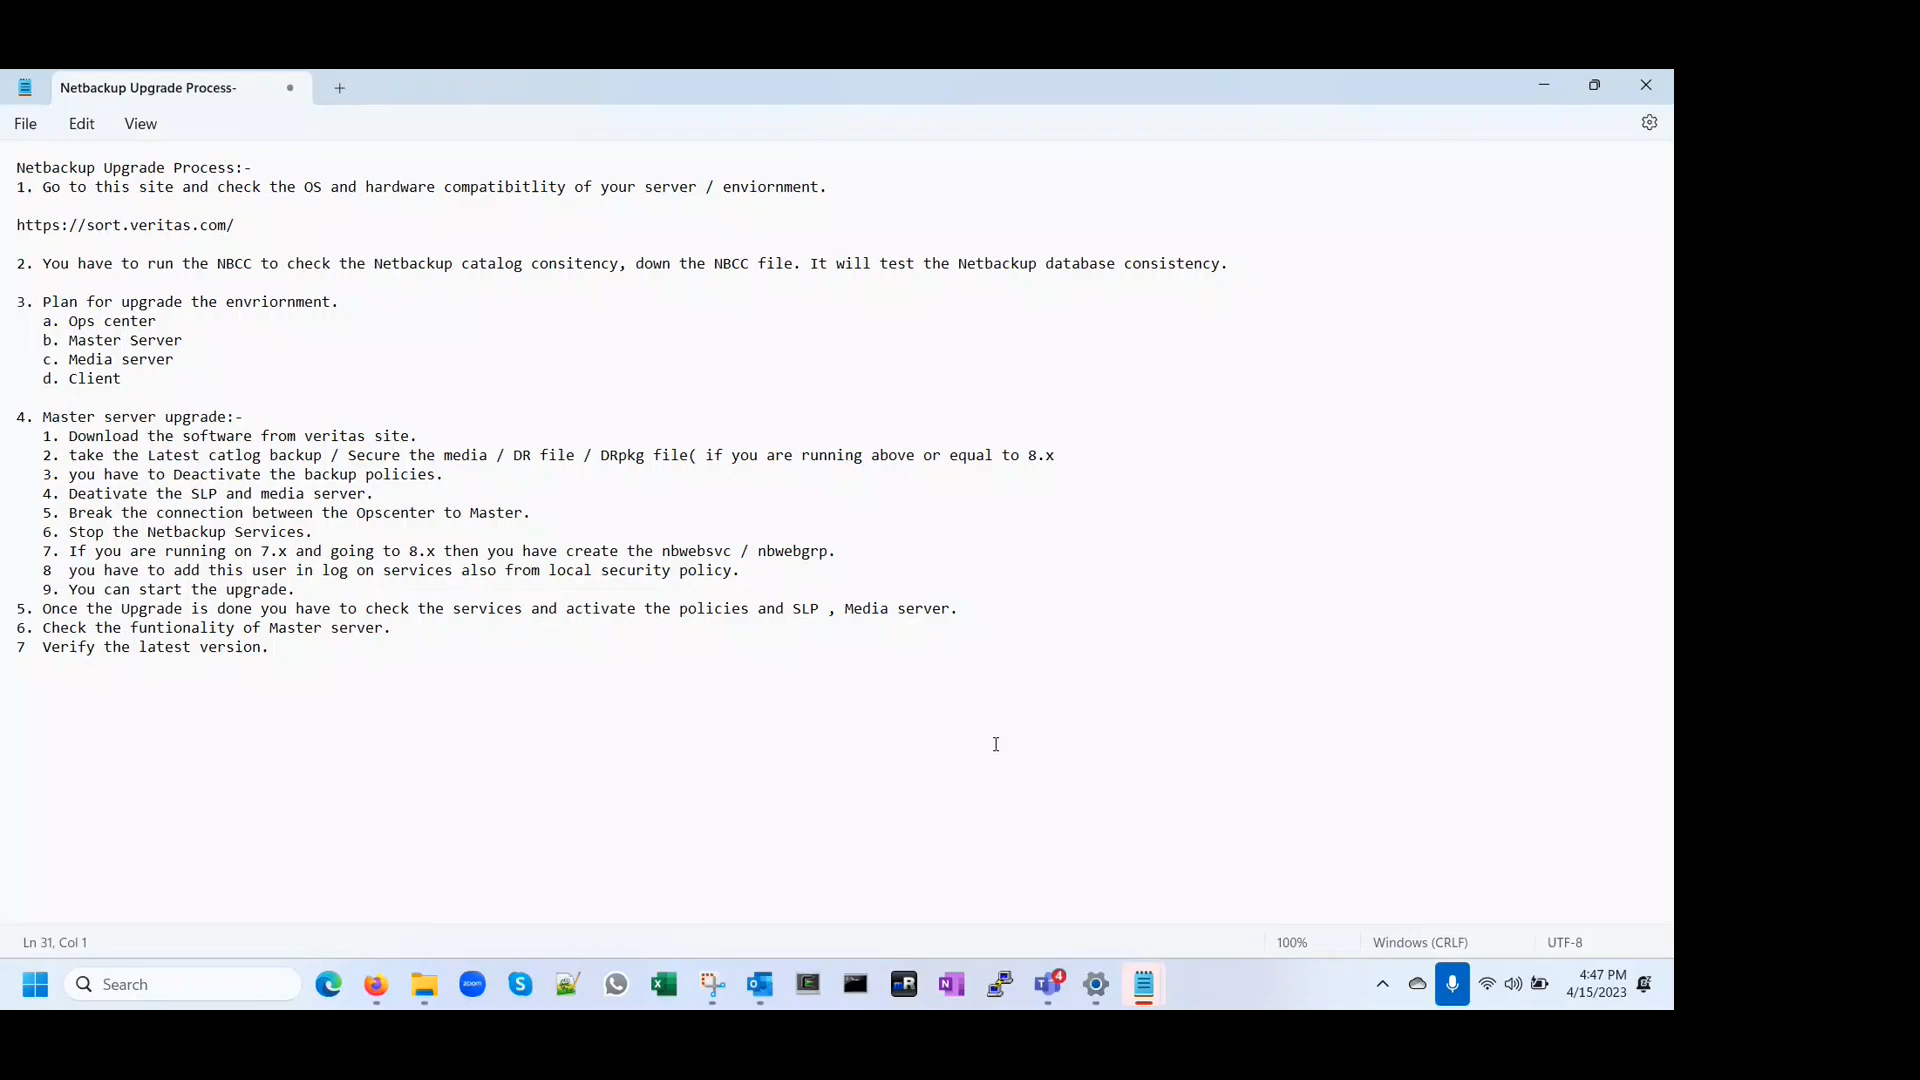 Netbackup Upgrade Process-
File Edit View
Netbackup Upgrade Process:-
1. Go to this site and check the OS and hardware compatibitlity of your server / enviornment.
https://sort.veritas.com/
2. You have to run the NBCC to check the Netbackup catalog consitency, down the NBCC file. It will test the Netbackup database consistency.
3. Plan for upgrade the envriornment.
a. Ops center
b. Master Server
c. Media server
d. Client
4. Master server upgrade:-
1. Download the software from veritas site.
2. take the Latest catlog backup / Secure the media / DR file / DRpkg file( if you are running above or equal to 8.x
3. you have to Deactivate the backup policies.
4. Deativate the SLP and media server.
5. Break the connection between the Opscenter to Master.
6. Stop the Netbackup Services.
7. If you are running on 7.x and going to 8.x then you have create the nbwebsvc / nbwebgrp.
8  you have to add this user in log on services also from local security policy.
9. You can start the upgrade.
5. Once the Upgrade is done you have to check the services and activate the policies and SLP , Media server.
6. Check the funtionality of Master server.
7  Verify the latest version.
Ln 31, Col 1 100% Windows (CRLF) UTF-8
Search zoom 4 4:47 PM
4/15/2023